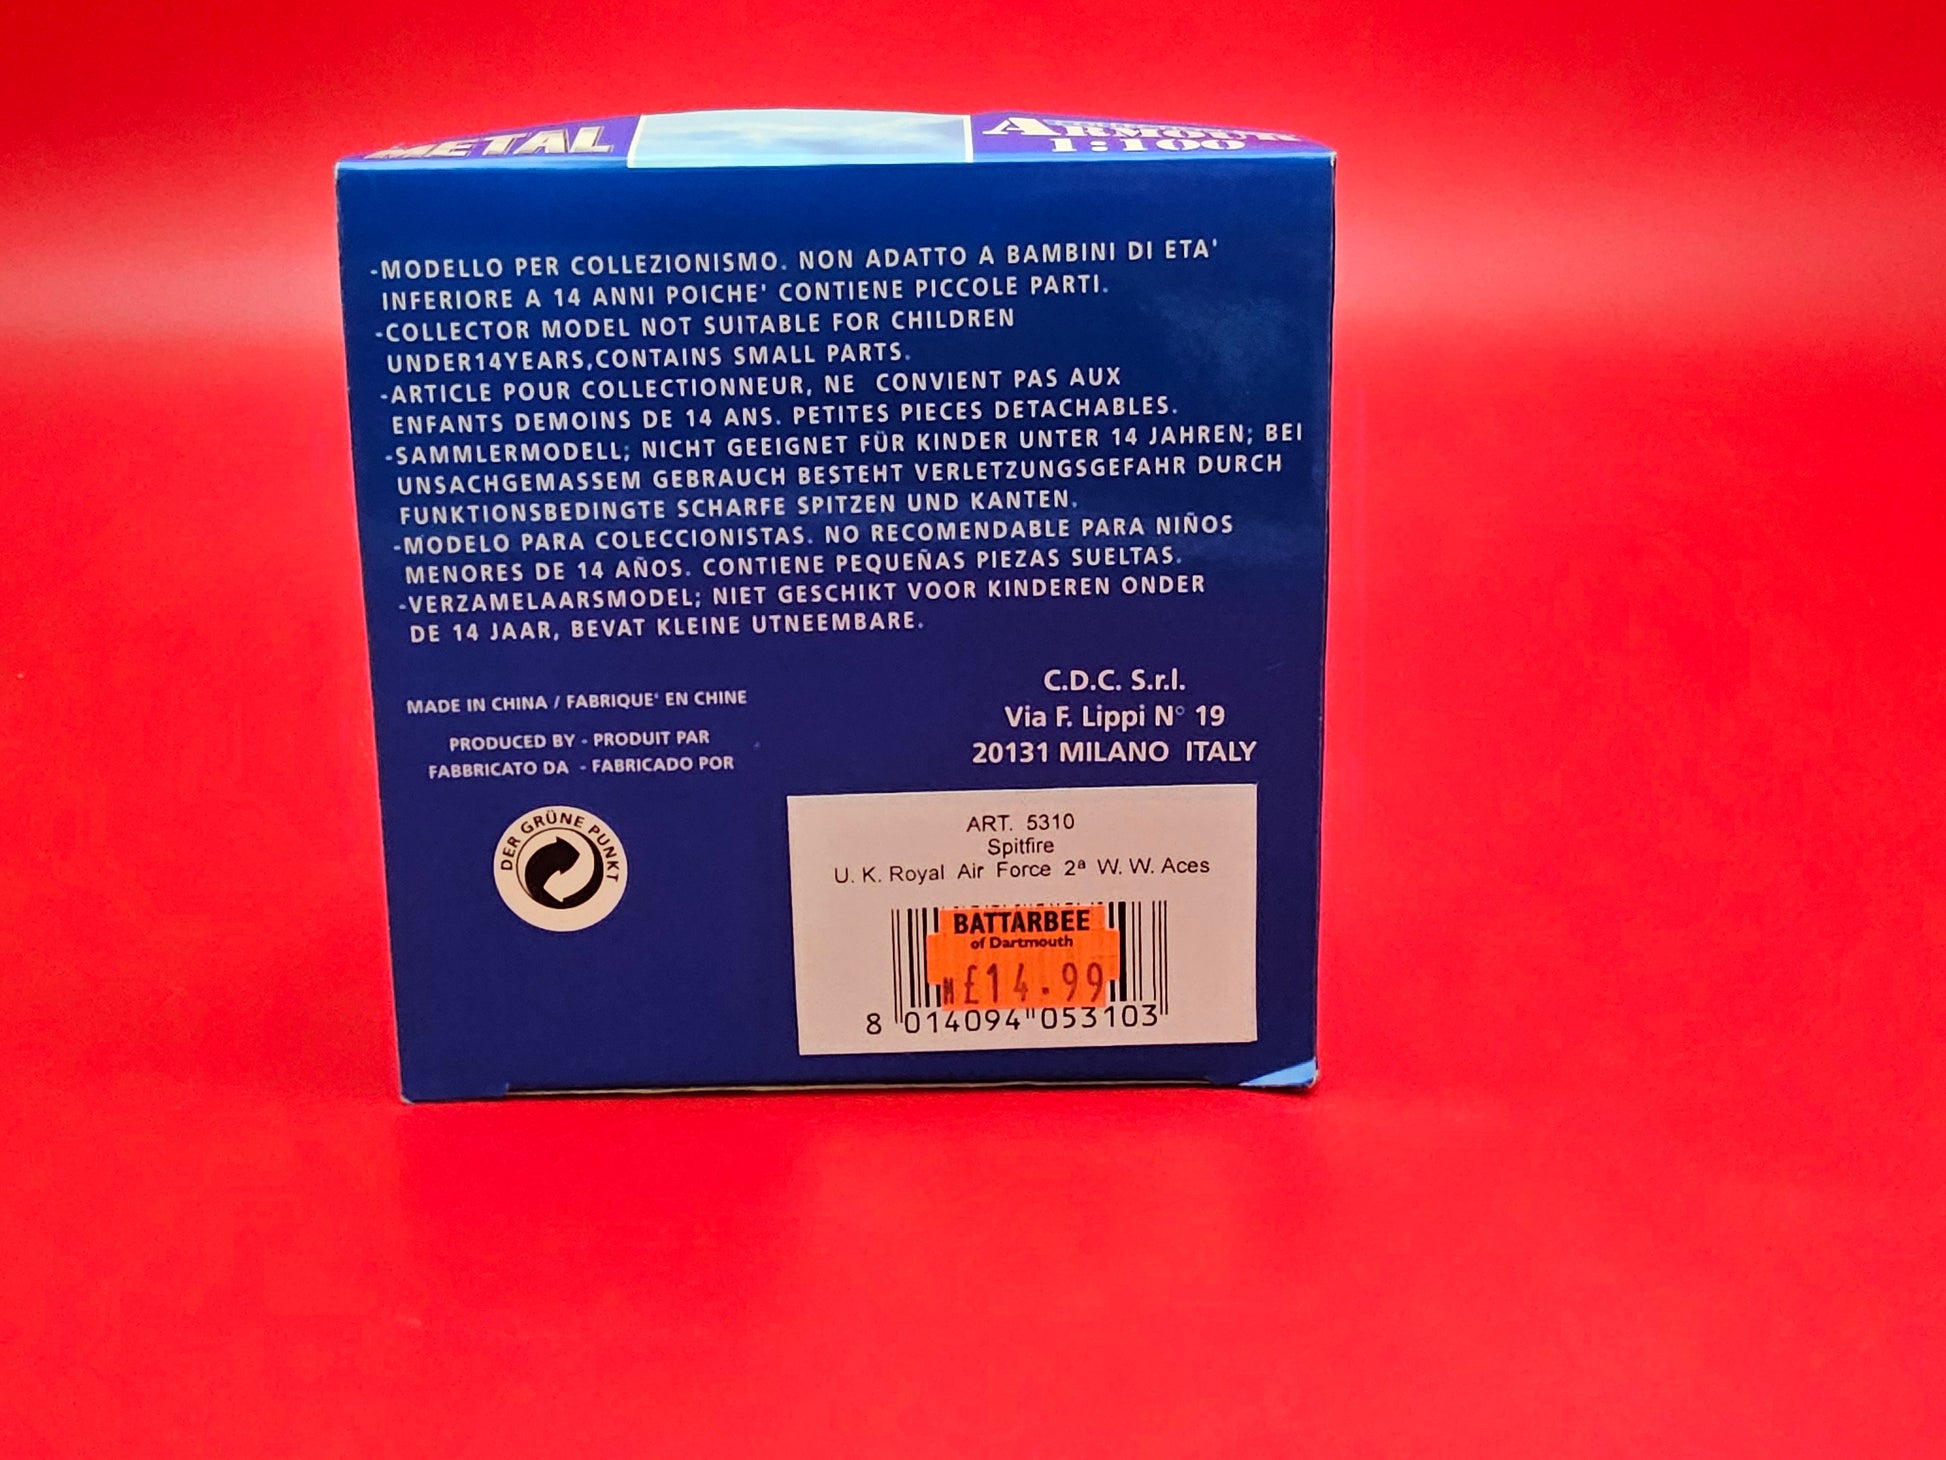 METAL
ARMOUR
1:100
-MODELLO PER COLLEZIONISMO. NON ADATTO A BAMBINI DI ETA'
INFERIORE A 14 ANNI POICHE' CONTIENE PICCOLE PARTI.
-COLLECTOR MODEL NOT SUITABLE FOR CHILDREN
UNDER14YEARS,CONTAINS SMALL PARTS.
-ARTICLE POUR COLLECTIONNEUR, NE CONVIENT PAS AUX
ENFANTS DEMOINS DE 14 ANS. PETITES PIECES DETACHABLES.
-SAMMLERMODELL; NICHT GEEIGNET FÜR KINDER UNTER 14 JAHREN; BEI
UNSACHGEMASSEM GEBRAUCH BESTEHT VERLETZUNGSGEFAHR DURCH
FUNKTIONSBEDINGTE SCHARFE SPITZEN UND KANTEN.
-MODELO PARA COLECCIONISTAS. NO RECOMENDABLE PARA NIÑOS
MENORES DE 14 AÑOS. CONTIENE PEQUEÑAS PIEZAS SUELTAS.
-VERZAMELAARSMODEL; NIET GESCHIKT VOOR KINDEREN ONDER
DE 14 JAAR, BEVAT KLEINE UTNEEMBARE.
MADE IN CHINA / FABRIQUE' EN CHINE
PRODUCED BY - PRODUIT PAR
FABBRICATO DA - FABRICADO POR
C.D.C. S.r.l.
Via F. Lippi N° 19
20131 MILANO ITALY
DER GRÜNE PUNKT
ART. 5310
Spitfire
U. K. Royal Air Force 2ª W. W. Aces
BATTARBEE
of Dartmouth
£14.99
8 014094 053103